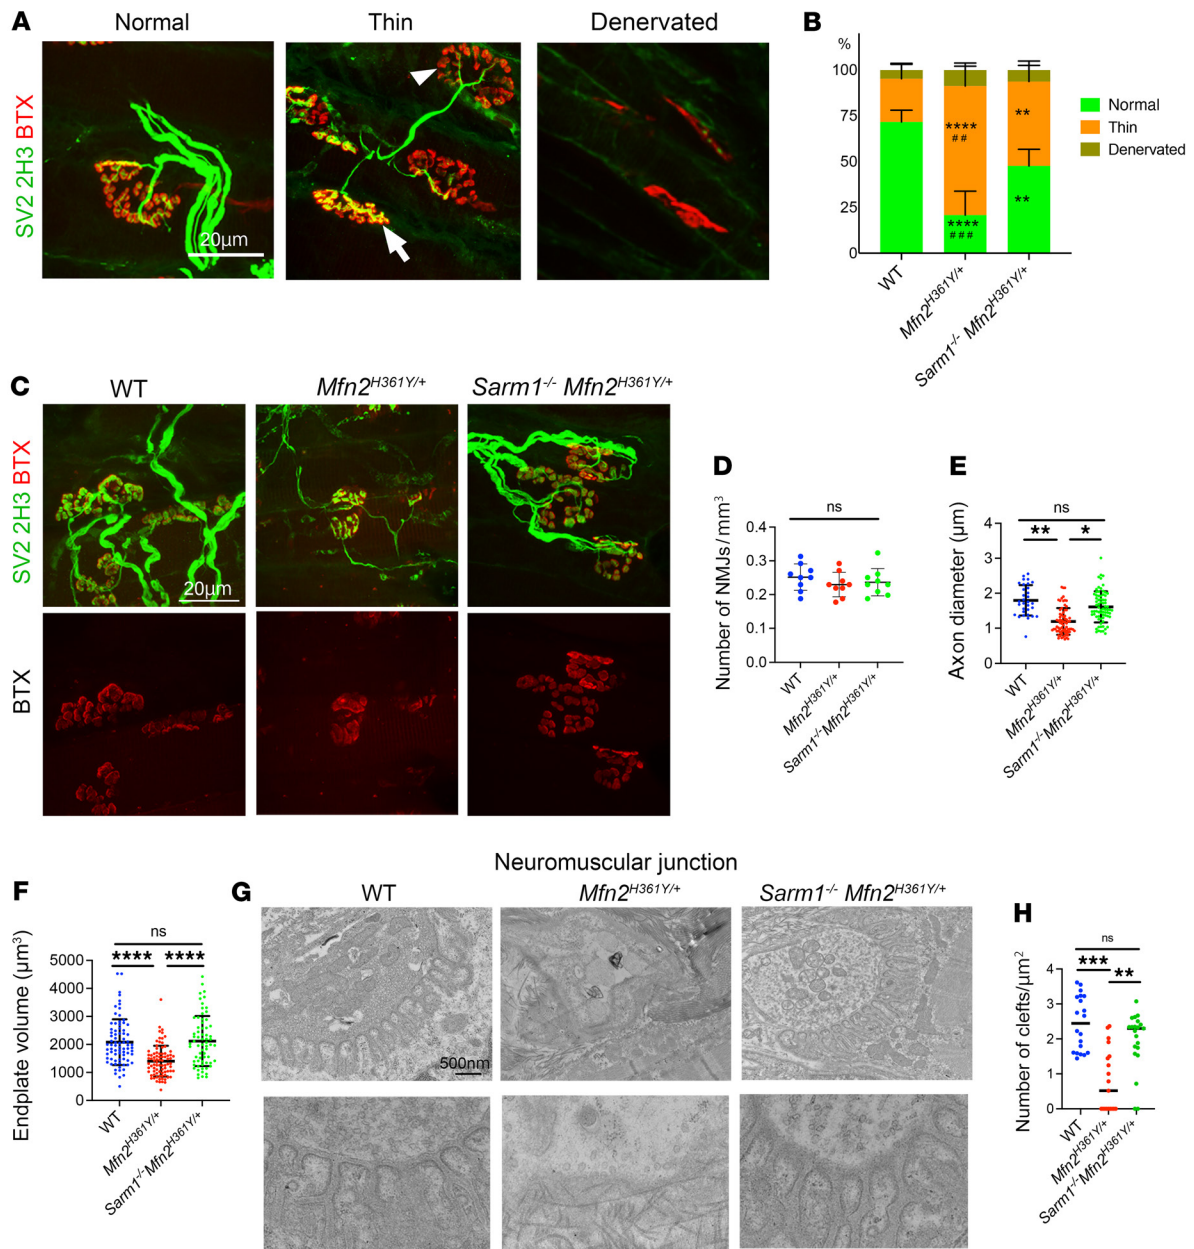 A
Normal
Thin
Denervated
SV2 2H3 BTX
20µm
B
%
100
75
50
25
0
****
##
****
###
**
**
WT
Mfn2H361Y/+
Sarm1-/- Mfn2H361Y/+
Normal
Thin
Denervated
C
WT
Mfn2H361Y/+
Sarm1-/- Mfn2H361Y/+
SV2 2H3 BTX
20µm
BTX
D
Number of NMJs/mm3
0.4
0.3
0.2
0.1
0.0
ns
WT
Mfn2H361Y/+
Sarm1-/-Mfn2H361Y/+
E
Axon diameter (µm)
4
3
2
1
0
ns
**
*
WT
Mfn2H361Y/+
Sarm1-/-Mfn2H361Y/+
F
Endplate volume (µm3)
5000
4000
3000
2000
1000
0
ns
****
****
WT
Mfn2H361Y/+
Sarm1-/-Mfn2H361Y/+
Neuromuscular junction
G
WT
Mfn2H361Y/+
Sarm1-/- Mfn2H361Y/+
500nm
H
Number of clefts/µm2
4
3
2
1
0
ns
***
**
WT
Mfn2H361Y/+
Sarm1-/-Mfn2H361Y/+